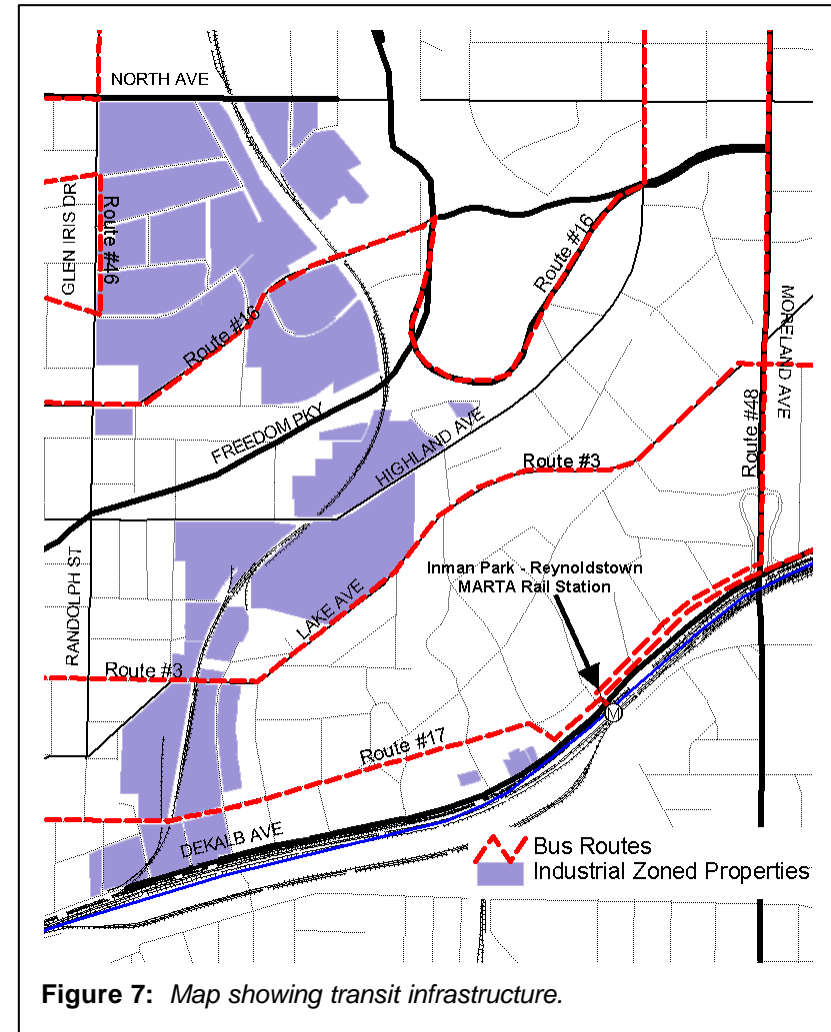 NORTH AVE
GLEN IRIS DR
Route #46
Route #16
Route #16
MORELAND AVE
FREEDOM PKY
HIGHLAND AVE
Route #48
Route #3
Inman Park - Reynoldstown
MARTA Rail Station
RANDOLPH ST
LAKE AVE
Route #3
M
Route #17
DEKALB AVE
Bus Routes
Industrial Zoned Properties
Figure 7: Map showing transit infrastructure.